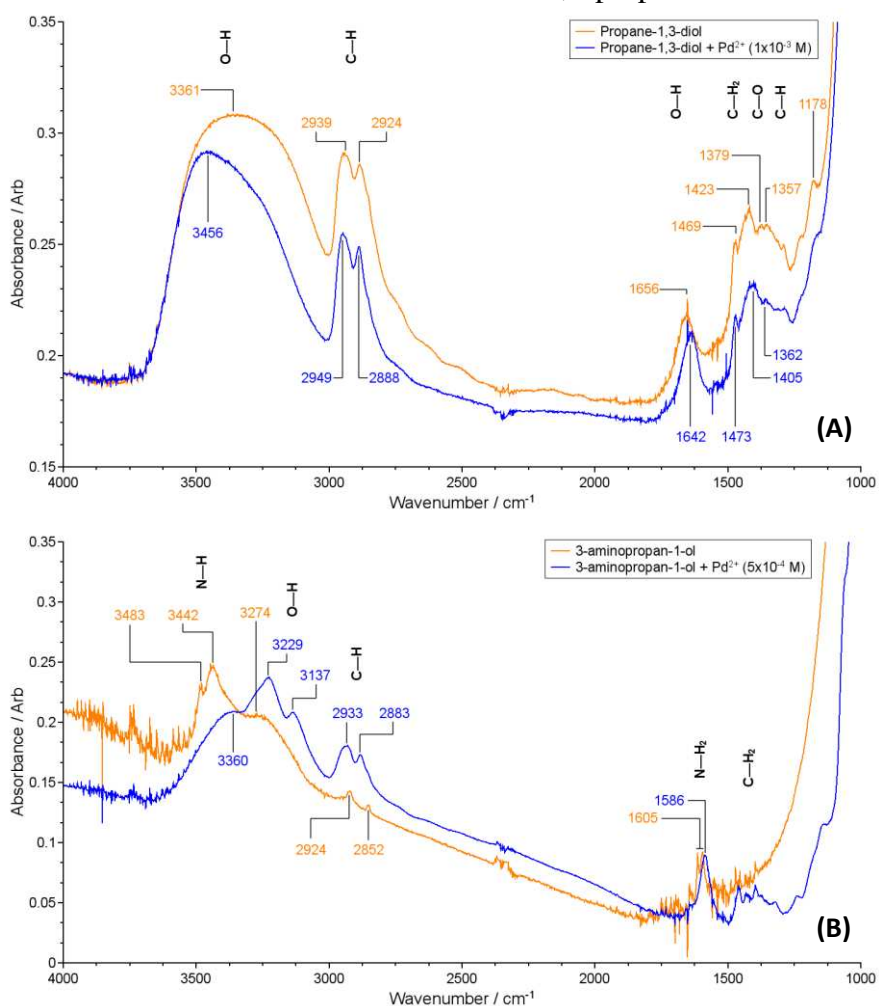 0.35
0.3
0.25
0.2
0.15
Absorbance / Arb
Propane-1,3-diol
Propane-1,3-diol + Pd²⁺ (1x10⁻³ M)
O—H
C—H
O—H
C—H₂
C—O
C—H
3361
2939
2924
1178
1379
1423
1357
1469
1656
3456
2949
2888
1642
1473
1405
1362
(A)
4000
3500
3000
2500
2000
1500
1000
Wavenumber / cm⁻¹
0.35
0.3
0.25
0.2
0.15
0.1
0.05
0
Absorbance / Arb
3-aminopropan-1-ol
3-aminopropan-1-ol + Pd²⁺ (5x10⁻⁴ M)
N—H
O—H
C—H
N—H₂
C—H₂
3483
3442
3274
3229
3137
2933
2883
3360
2924
2852
1586
1605
(B)
4000
3500
3000
2500
2000
1500
1000
Wavenumber / cm⁻¹